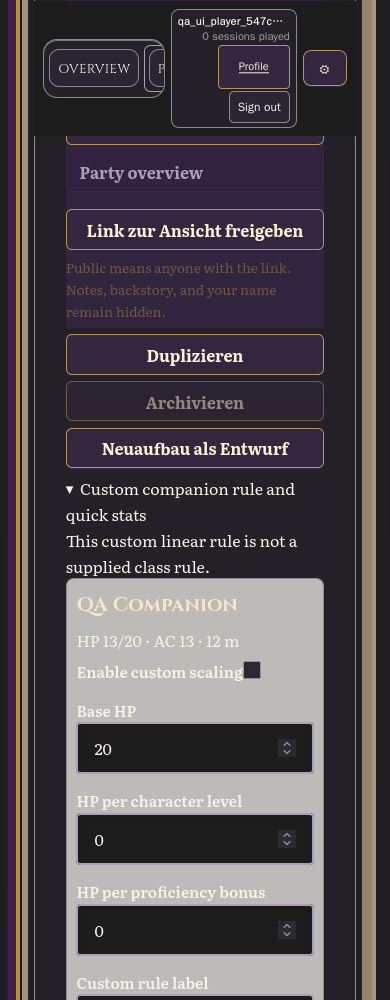 qa_ui_player_547c…
0 sessions played
OVERVIEW
Profile
Sign out
Party overview
Link zur Ansicht freigeben
Public means anyone with the link.
Notes, backstory, and your name
remain hidden.
Duplizieren
Archivieren
Neuaufbau als Entwurf
▾ Custom companion rule and
quick stats
This custom linear rule is not a
supplied class rule.
QA Companion
HP 13/20 · AC 13 · 12 m
Enable custom scaling
Base HP
20
HP per character level
0
HP per proficiency bonus
0
Custom rule label